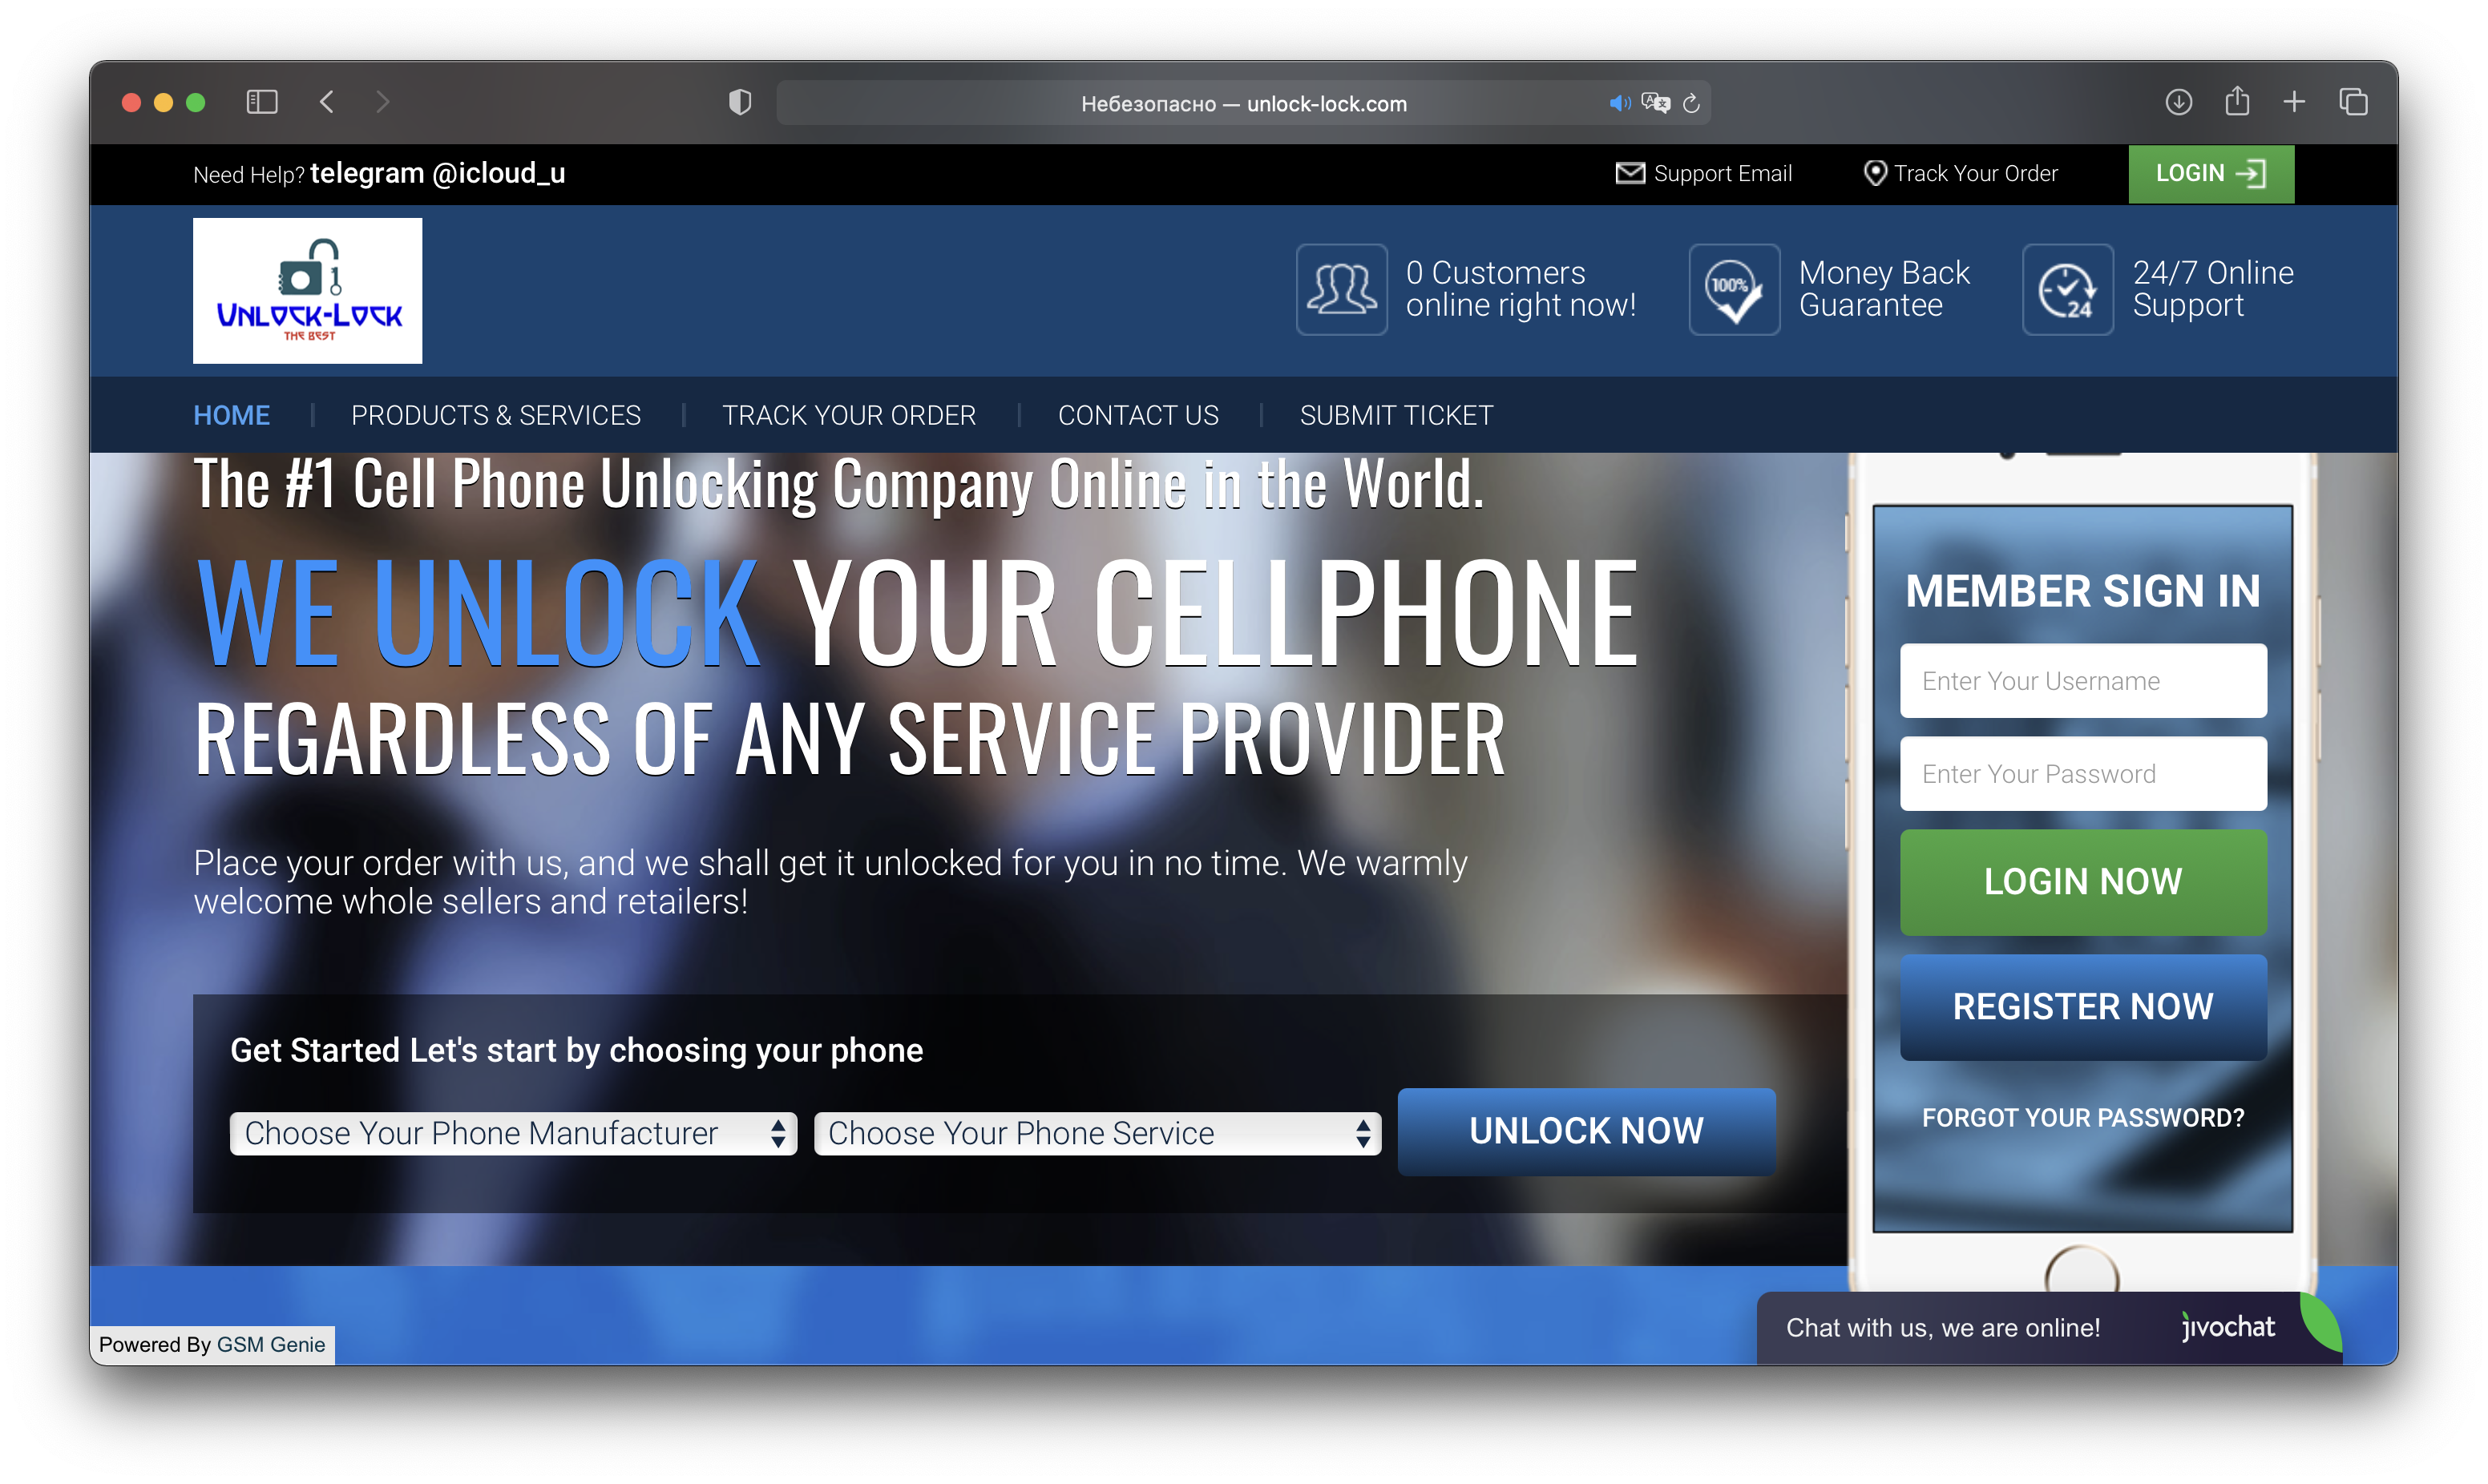 Небезопасно — unlock-lock.com
Need Help? telegram @icloud_u
Support Email
Track Your Order
LOGIN
UNLOCK-LOCK
THE BEST
0 Customers
online right now!
100%
Money Back
Guarantee
24
24/7 Online
Support
HOME
PRODUCTS & SERVICES
TRACK YOUR ORDER
CONTACT US
SUBMIT TICKET
The #1 Cell Phone Unlocking Company Online in the World.
WE UNLOCK YOUR CELLPHONE
REGARDLESS OF ANY SERVICE PROVIDER
Place your order with us, and we shall get it unlocked for you in no time. We warmly
welcome whole sellers and retailers!
Get Started Let's start by choosing your phone
Choose Your Phone Manufacturer
Choose Your Phone Service
UNLOCK NOW
MEMBER SIGN IN
Enter Your Username
Enter Your Password
LOGIN NOW
REGISTER NOW
FORGOT YOUR PASSWORD?
Chat with us, we are online!
jivochat
Powered By GSM Genie